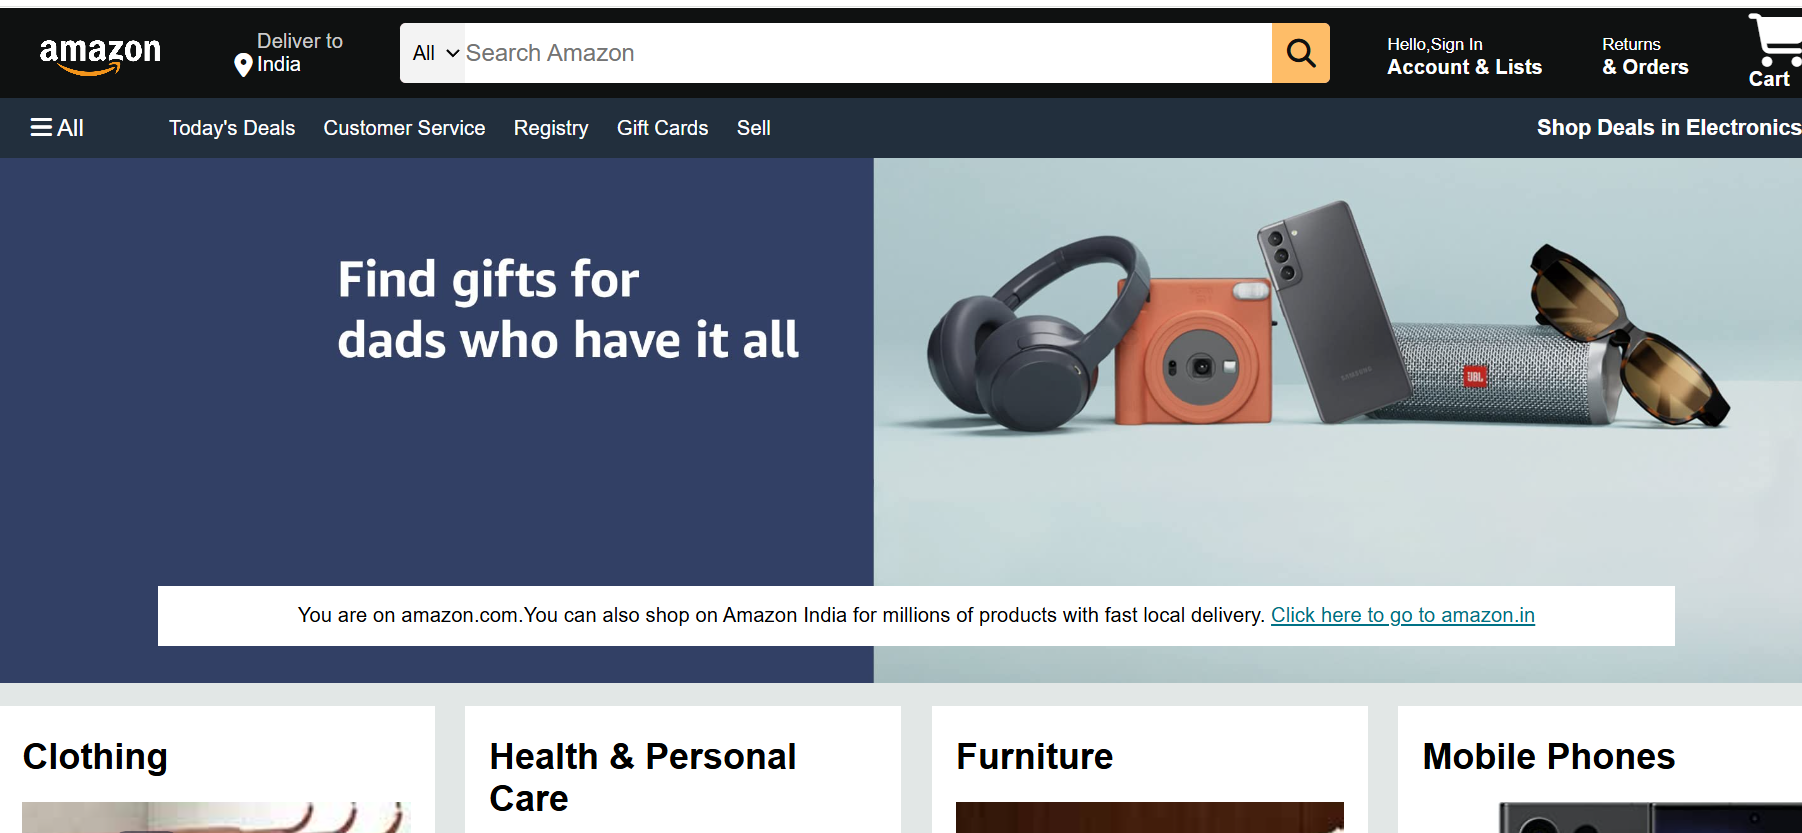 amazon
Deliver to
India
All
Search Amazon
Hello,Sign In
Account & Lists
Returns
& Orders
Cart
All
Today's Deals
Customer Service
Registry
Gift Cards
Sell
Shop Deals in Electronics
Find gifts for
dads who have it all
SAMSUNG
JBL
You are on amazon.com.You can also shop on Amazon India for millions of products with fast local delivery. Click here to go to amazon.in
Clothing
Health & Personal
Care
Furniture
Mobile Phones